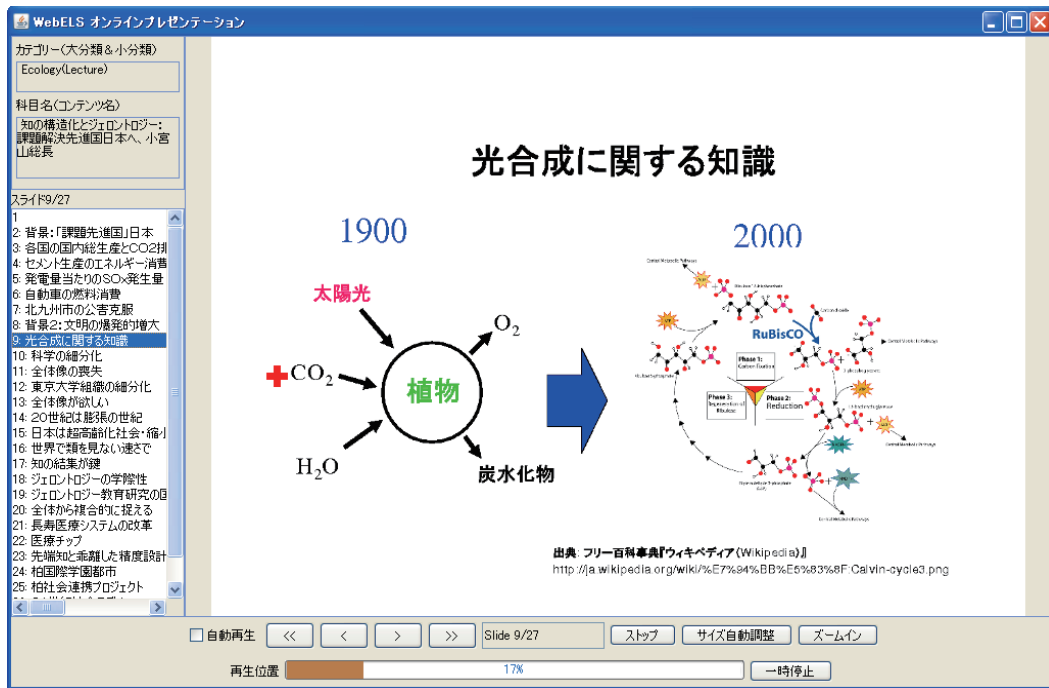 WebELS オンラインプレゼンテーション
カテゴリー(大分類&小分類)
Ecology(Lecture)
科目名(コンテンツ名)
知の構造化とジェロントロジー:
課題解決先進国日本へ、小宮
山総長
スライド9/27
1
2: 背景:「課題先進国」日本
3: 各国の国内総生産とCO2排
4: セメント生産のエネルギー消費
5: 発電量当たりのSOx発生量
6: 自動車の燃料消費
7: 北九州市の公害克服
8: 背景2:文明の爆発的増大
9: 光合成に関する知識
10: 科学の細分化
11: 全体像の喪失
12: 東京大学組織の細分化
13: 全体像が欲しい
14: 20世紀は膨張の世紀
15: 日本は超高齢化社会・縮小
16: 世界で類を見ない速さで
17: 知の結集が鍵
18: ジェロントロジーの学際性
19: ジェロントロジー教育研究の国
20: 全体から複合的に捉える
21: 長寿医療システムの改革
22: 医療チップ
23: 先端知と乖離した精度設計
24: 柏国際学園都市
25: 柏社会連携プロジェクト
光合成に関する知識
1900
太陽光
O2
+CO2
植物
H2O
炭水化物
2000
Central Metabolic Pathways
RuBisCO
Phase 1:
Carbon fixation
Phase 3:
Regeneration of
Ribulose
Phase 2:
Reduction
Central Metabolic Pathways
Central Metabolic Pathways
Central Metabolic Pathways
出典: フリー百科事典『ウィキペディア(Wikipedia)』
http://ja.wikipedia.org/wiki/%E7%94%BB%E5%83%8F:Calvin-cycle3.png
自動再生
<<
<
>
>>
Slide 9/27
ストップ
サイズ自動調整
ズームイン
再生位置
17%
一時停止